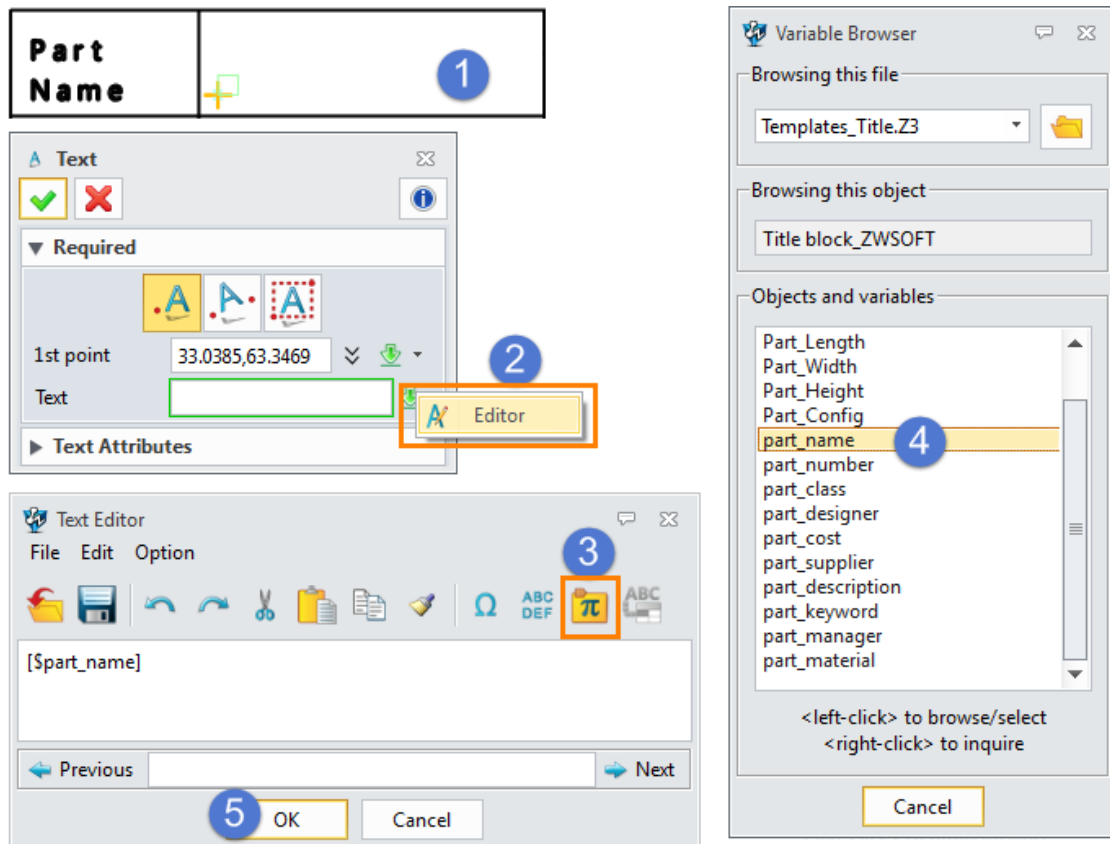 Part
Name
1
Text
Required
1st point 33.0385,63.3469
Text
2
Editor
Text Attributes
Text Editor
File Edit Option
3
Ω ABC DEF π ABC
[$part_name]
Previous Next
5 OK Cancel
Variable Browser
Browsing this file
Templates_Title.Z3
Browsing this object
Title block_ZWSOFT
Objects and variables
Part_Length
Part_Width
Part_Height
Part_Config
part_name 4
part_number
part_class
part_designer
part_cost
part_supplier
part_description
part_keyword
part_manager
part_material
<left-click> to browse/select
<right-click> to inquire
Cancel